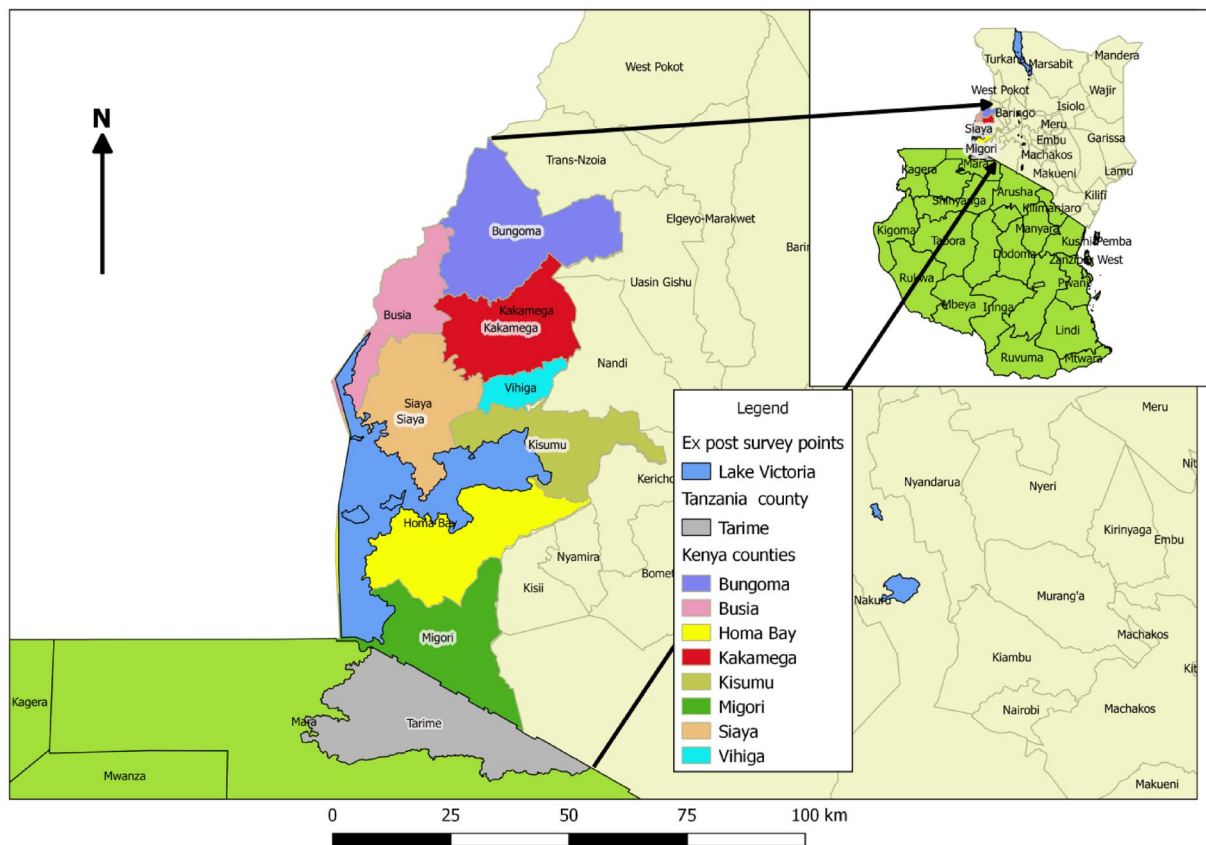 N
West Pokot
Trans-Nzoia
Elgeyo-Marakwet
Bungoma
Barin
Uasin Gishu
Busia
Kakamega
Kakamega
Nandi
Vihiga
Siaya
Siaya
Kisumu
Kericho
Homa Bay
Nyamira
Kisii
Bomet
Migori
Kagera
Mara
Tarime
Mwanza
Turkana
Marsabit
Mandera
West Pokot
Wajir
Baringo
Isiolo
Siaya
Meru
Embu
Garissa
Migori
Machakos
Kagera
Mara
Makueni
Lamu
Shinyanga
Arusha
Kilifi
Kilimanjaro
Kigoma
Tabora
Manyara
Pemba
Dodoma
West
Rukwa
Pwani
Mbeya
Iringa
Lindi
Ruvuma
Mtwara
Legend
Ex post survey points
Lake Victoria
Tanzania county
Tarime
Kenya counties
Bungoma
Busia
Homa Bay
Kakamega
Kisumu
Migori
Siaya
Vihiga
Meru
Nit
Nyandarua
Nyeri
Kirinyaga
Embu
Nakuru
Murang'a
Machakos
Kiambu
Kit
Nairobi
Machakos
Makueni
0 25 50 75 100 km